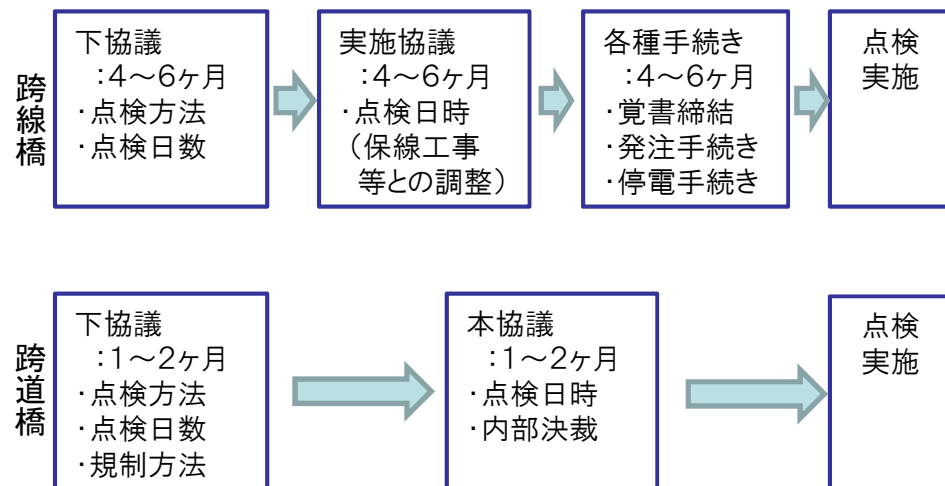 跨線橋
下協議
:4～6ヶ月
・点検方法
・点検日数
実施協議
:4～6ヶ月
・点検日時
(保線工事
等との調整)
各種手続き
:4～6ヶ月
・覚書締結
・発注手続き
・停電手続き
点検
実施
跨道橋
下協議
:1～2ヶ月
・点検方法
・点検日数
・規制方法
本協議
:1～2ヶ月
・点検日時
・内部決裁
点検
実施